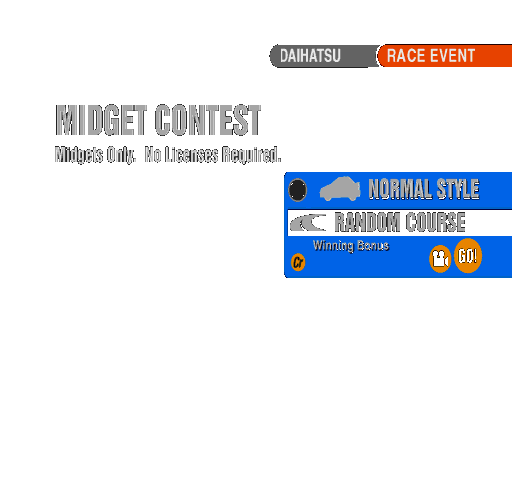 DAIHATSU RACE EVENT
MIDGET CONTEST
Midgets Only. No Licenses Required.
NORMAL STYLE
RANDOM COURSE
Winning Bonus
Cr
GO!